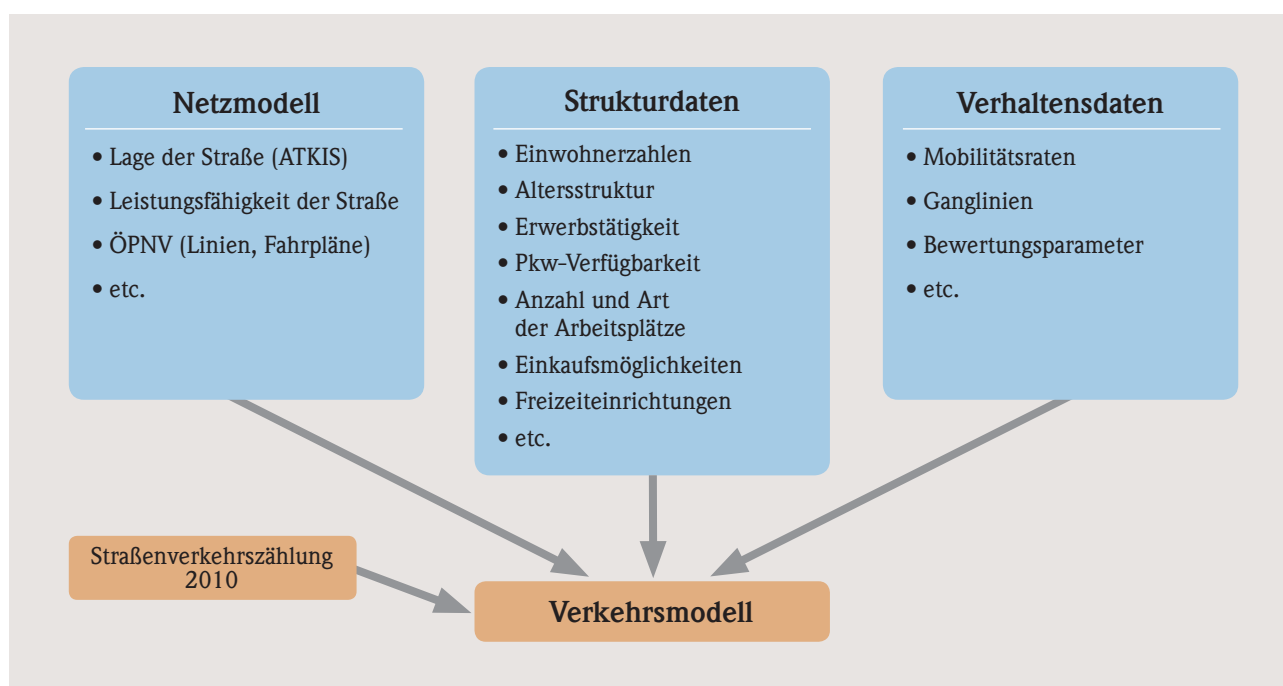 Netzmodell
• Lage der Straße (ATKIS)
• Leistungsfähigkeit der Straße
• ÖPNV (Linien, Fahrpläne)
• etc.
Strukturdaten
• Einwohnerzahlen
• Altersstruktur
• Erwerbstätigkeit
• Pkw-Verfügbarkeit
• Anzahl und Art
der Arbeitsplätze
• Einkaufsmöglichkeiten
• Freizeiteinrichtungen
• etc.
Verhaltensdaten
• Mobilitätsraten
• Ganglinien
• Bewertungsparameter
• etc.
Straßenverkehrszählung
2010
Verkehrsmodell